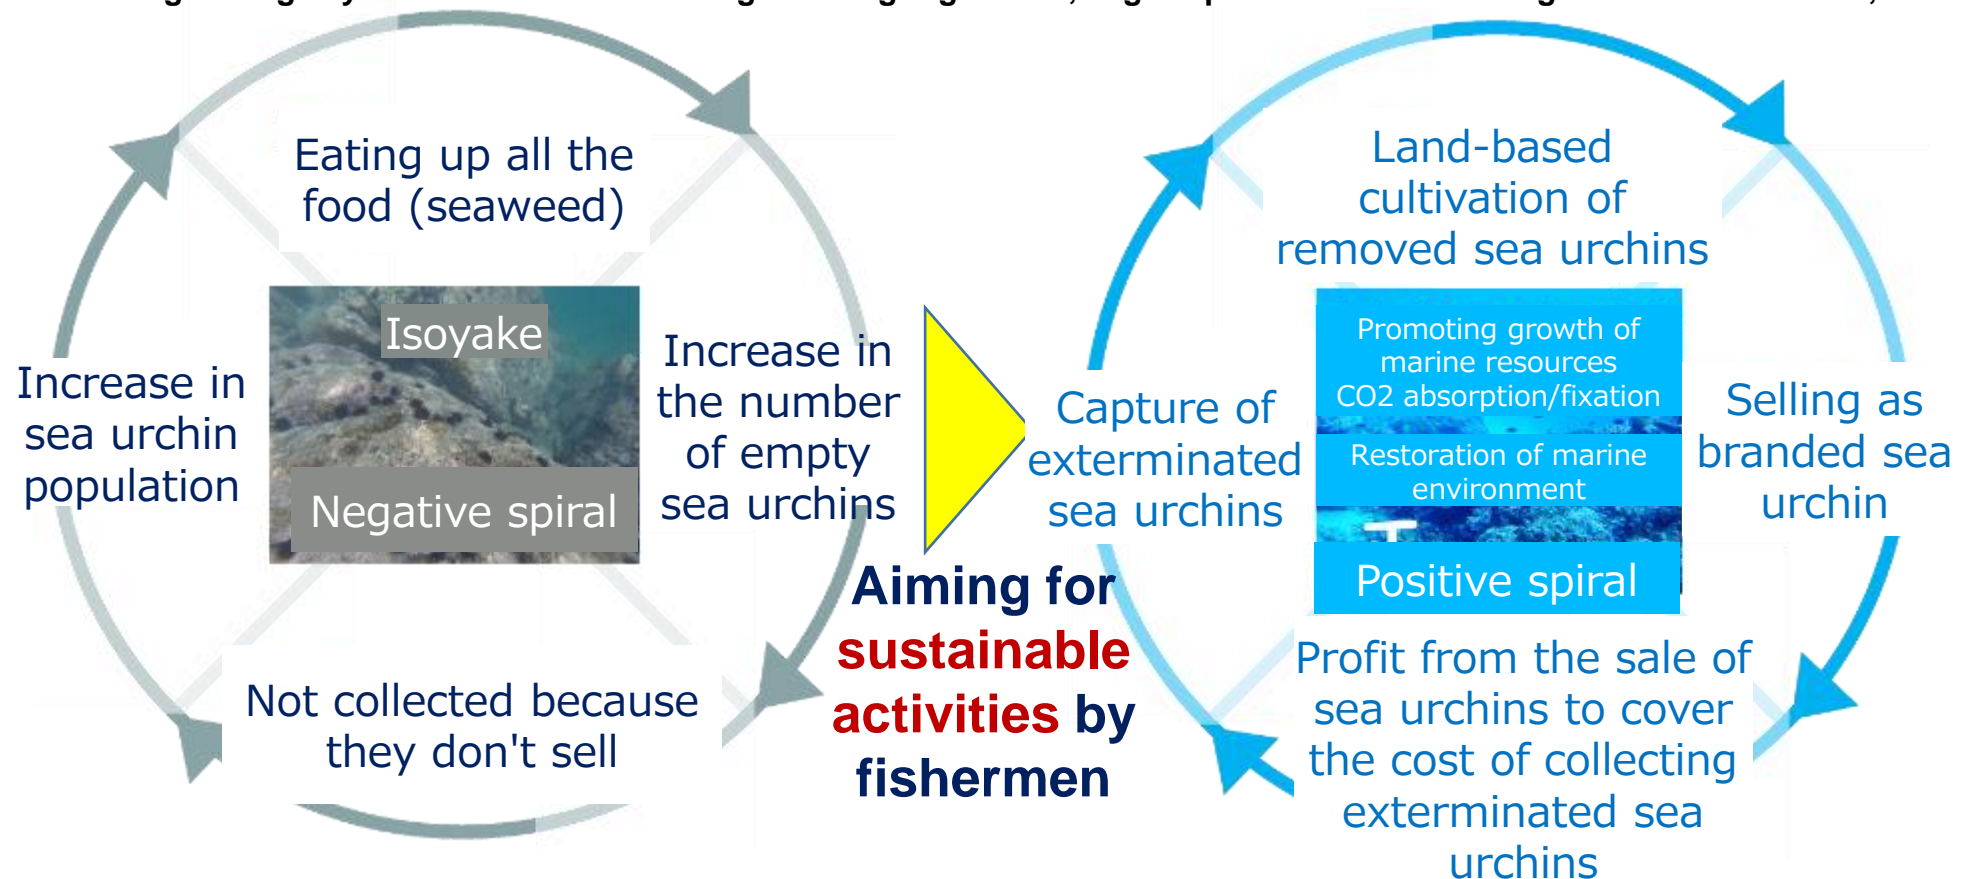 Eating up all the
food (seaweed)
Isoyake
Negative spiral
Increase in
sea urchin
population
Increase in
the number
of empty
sea urchins
Not collected because
they don't sell
Aiming for
sustainable
activities by
fishermen
Land-based
cultivation of
removed sea urchins
Promoting growth of
marine resources
CO2 absorption/fixation
Restoration of marine
environment
Positive spiral
Capture of
exterminated
sea urchins
Selling as
branded sea
urchin
Profit from the sale of
sea urchins to cover
the cost of collecting
exterminated sea
urchins